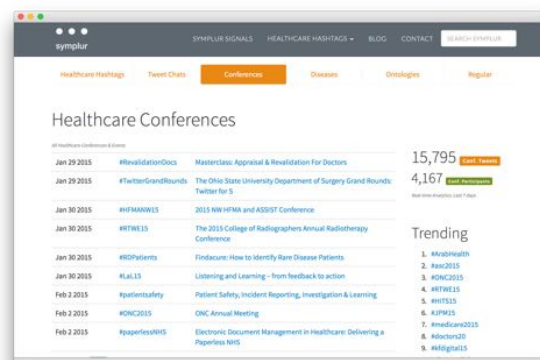 symplur
SYMPLUR SIGNALS HEALTHCARE HASHTAGS BLOG CONTACT SEARCH SYMPLUR
Healthcare Hashtags Tweet Chats Conferences Diseases Ontologies Regular
Healthcare Conferences
All Healthcare Conferences & Events
Jan 29 2015 #RevalidationDocs Masterclass: Appraisal & Revalidation For Doctors
Jan 29 2015 #TwitterGrandRounds The Ohio State University Department of Surgery Grand Rounds:
Twitter for S
Jan 30 2015 #HFMANW15 2015 NW HFMA and ASSIST Conference
Jan 30 2015 #RTWE15 The 2015 College of Radiographers Annual Radiotherapy
Conference
Jan 30 2015 #RDPatients Findacure: How to Identify Rare Disease Patients
Jan 30 2015 #LaL15 Listening and Learning – from feedback to action
Feb 2 2015 #patientsafety Patient Safety, Incident Reporting, Investigation & Learning
Feb 2 2015 #ONC2015 ONC Annual Meeting
Feb 2 2015 #paperlessNHS Electronic Document Management in Healthcare: Delivering a
Paperless NHS
15,795 Conf. Tweets
4,167 Conf. Participants
Real-time Analytics: Last 7 days
Trending
1. #ArabHealth
2. #aac2015
3. #ONC2015
4. #RTWE15
5. #HITS15
6. #JPM15
7. #medicare2015
8. #doctors20
9. #kfdigital15